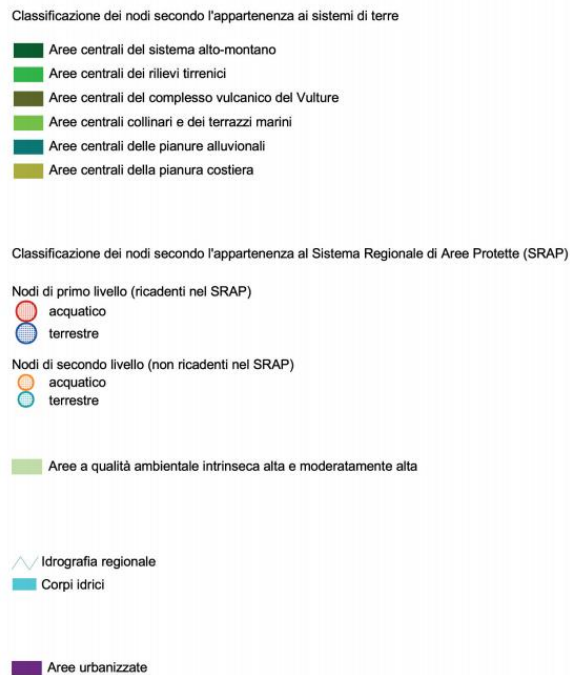 Classificazione dei nodi secondo l'appartenenza ai sistemi di terre
Aree centrali del sistema alto-montano
Aree centrali dei rilievi tirrenici
Aree centrali del complesso vulcanico del Vulture
Aree centrali collinari e dei terrazzi marini
Aree centrali delle pianure alluvionali
Aree centrali della pianura costiera
Classificazione dei nodi secondo l'appartenenza al Sistema Regionale di Aree Protette (SRAP)
Nodi di primo livello (ricadenti nel SRAP)
acquatico
terrestre
Nodi di secondo livello (non ricadenti nel SRAP)
acquatico
terrestre
Aree a qualità ambientale intrinseca alta e moderatamente alta
Idrografia regionale
Corpi idrici
Aree urbanizzate